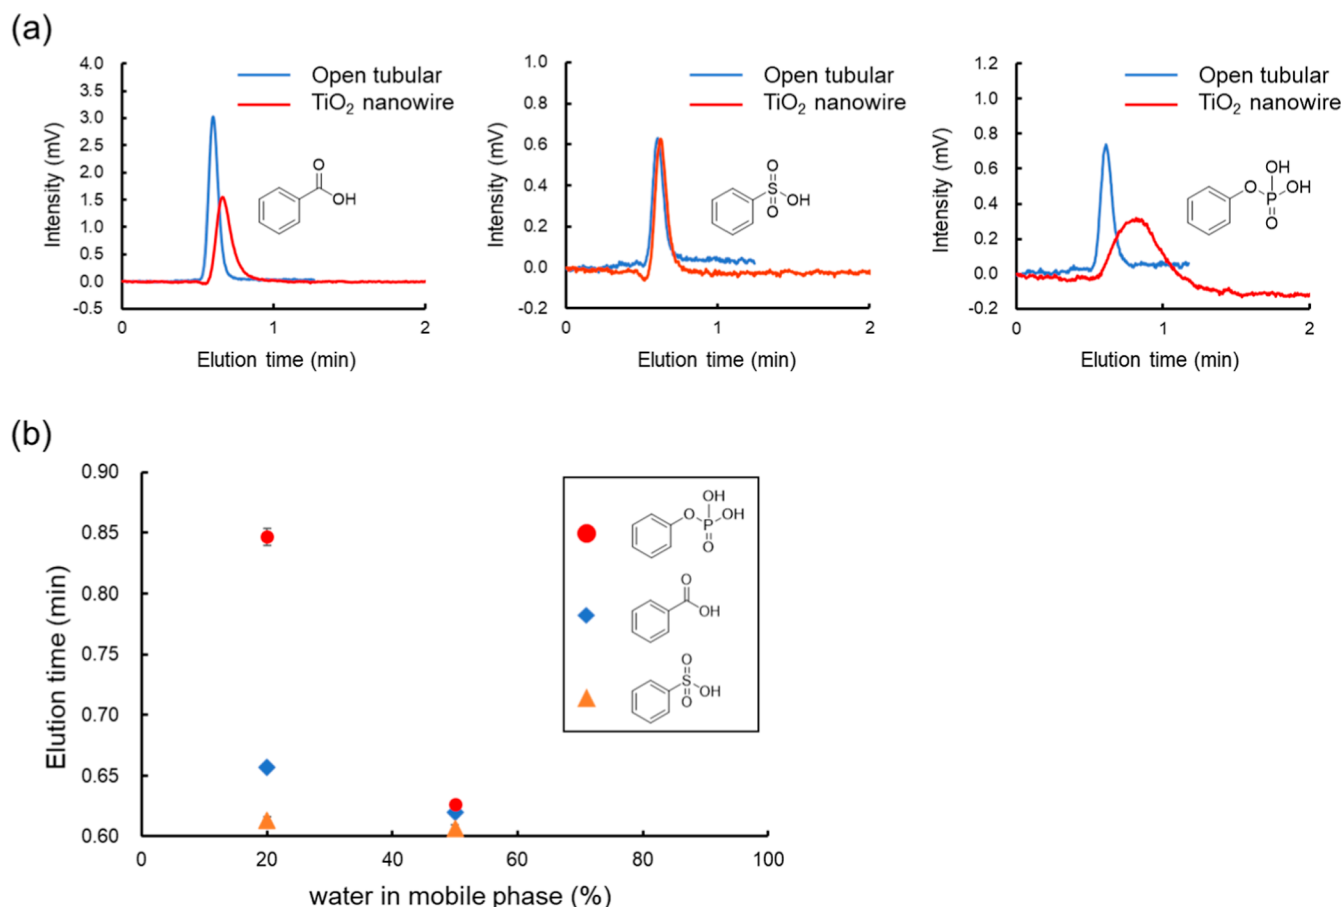 (a)
4.0
3.5
3.0
2.5
2.0
1.5
1.0
0.5
0.0
-0.5
Intensity (mV)
Open tubular
TiO2 nanowire
O
OH
0
1
2
Elution time (min)
1.0
0.8
0.6
0.4
0.2
0.0
-0.2
Intensity (mV)
Open tubular
TiO2 nanowire
O
S
OH
O
0
1
2
Elution time (min)
1.2
1.0
0.8
0.6
0.4
0.2
0.0
-0.2
Intensity (mV)
Open tubular
TiO2 nanowire
OH
O
P
OH
O
0
1
2
Elution time (min)
(b)
0.90
0.85
0.80
0.75
0.70
0.65
0.60
Elution time (min)
OH
O
P
OH
O
O
OH
O
S
OH
O
0
20
40
60
80
100
water in mobile phase (%)